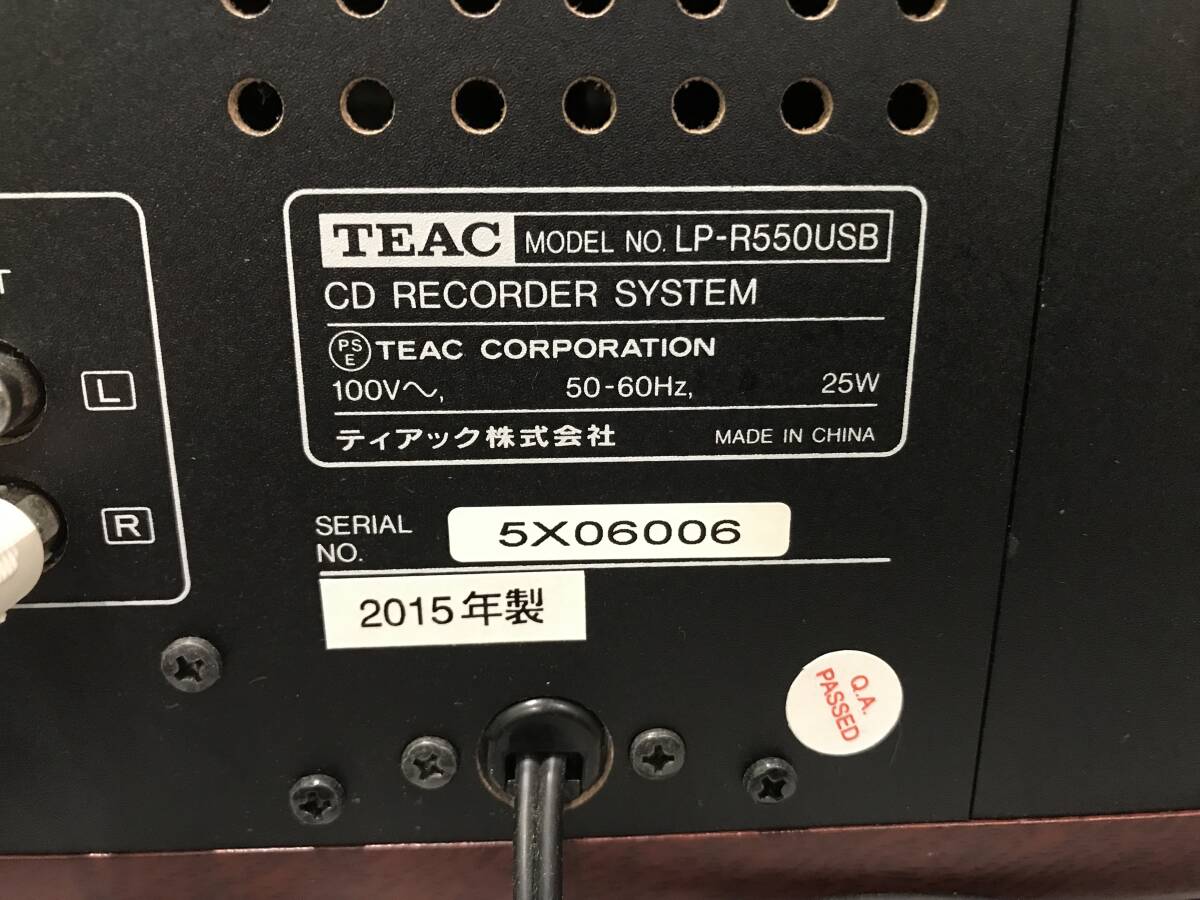 TEAC MODEL NO. LP-R550USB
CD RECORDER SYSTEM
PS
E
TEAC CORPORATION
100V〜, 50-60Hz, 25W
ティアック株式会社 MADE IN CHINA
T
L
R
SERIAL
NO.
5X06006
2015年製
Q.A.
PASSED